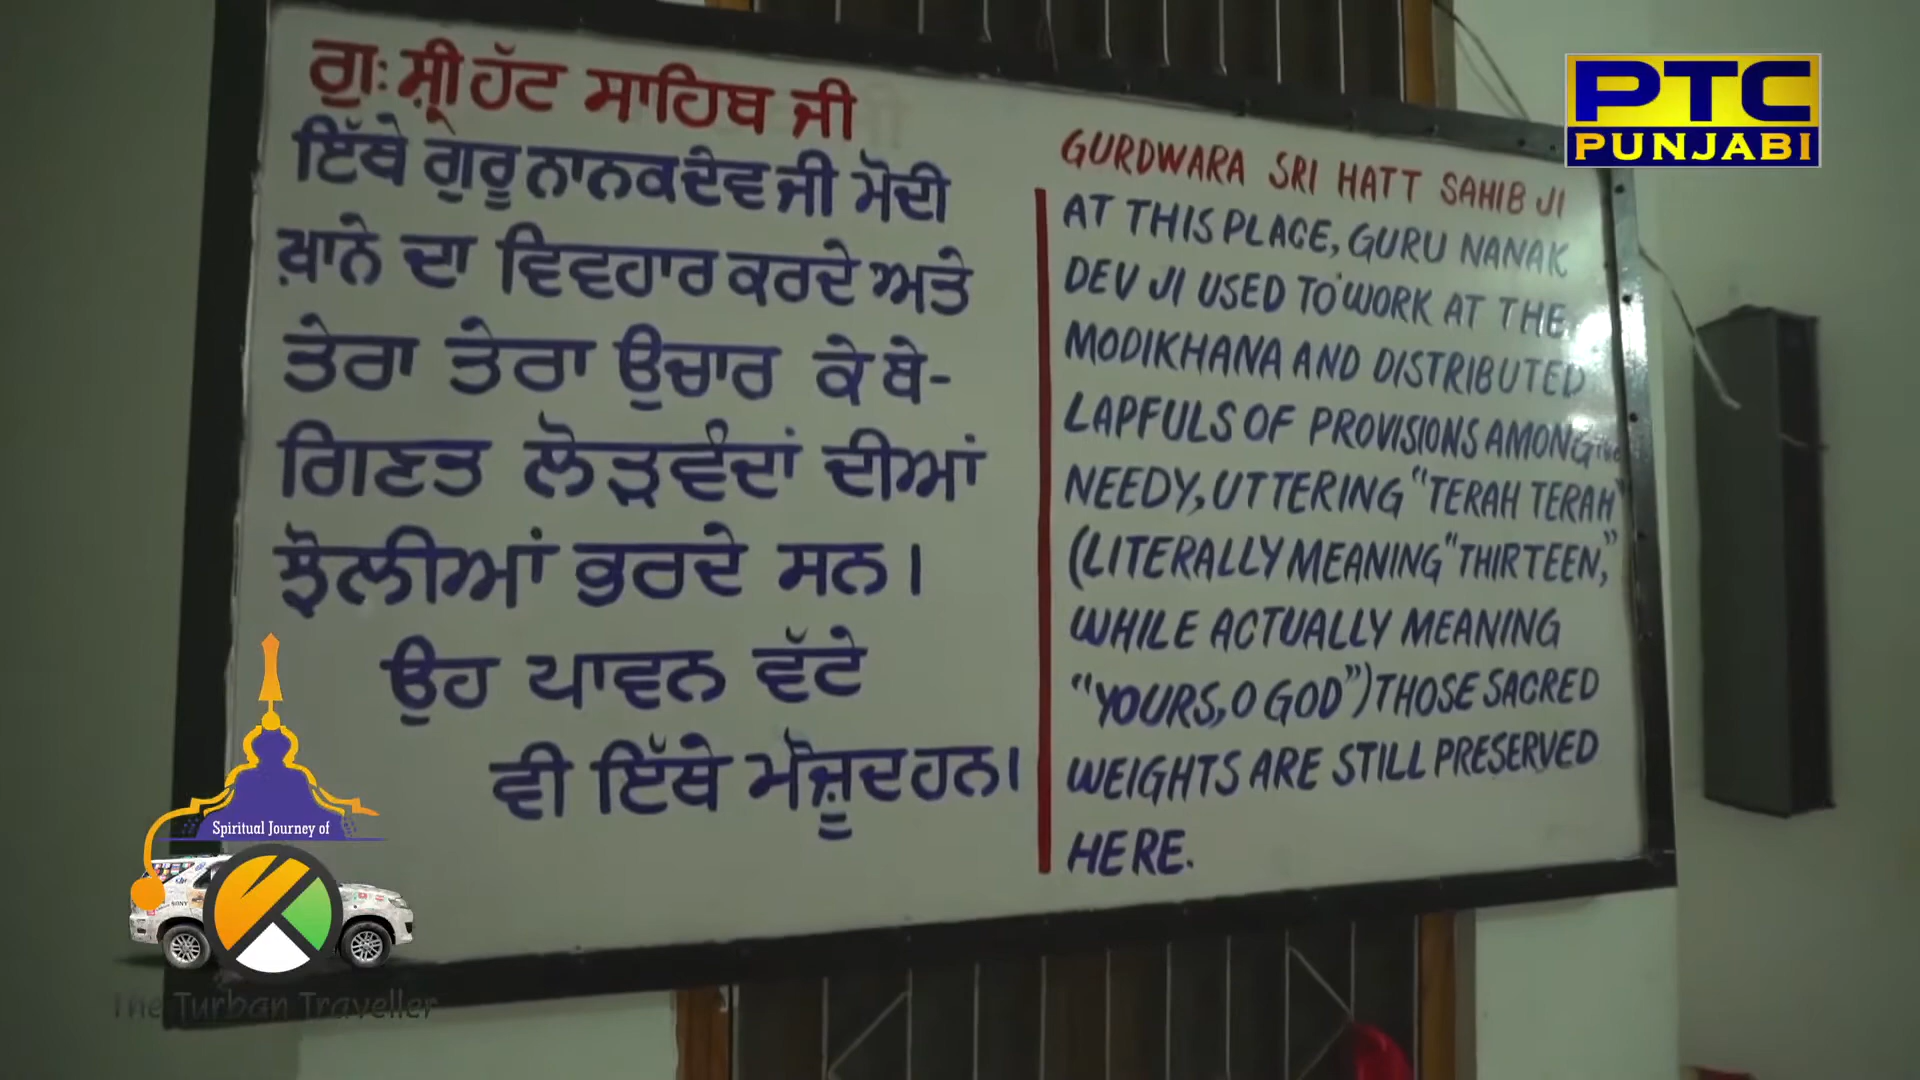 ਗੁ: ਸ਼੍ਰੀ ਹੱਟ ਸਾਹਿਬ ਜੀ
ਇੱਥੇ ਗੁਰੂ ਨਾਨਕ ਦੇਵ ਜੀ ਮੋਦੀ
ਖ਼ਾਨੇ ਦਾ ਵਿਵਹਾਰ ਕਰਦੇ ਅਤੇ
ਤੇਰਾ ਤੇਰਾ ਉਚਾਰ ਕੇ ਬੇ-
ਗਿਣਤ ਲੋੜਵੰਦਾਂ ਦੀਆਂ
ਝੋਲੀਆਂ ਭਰਦੇ ਸਨ।
ਉਹ ਪਾਵਨ ਵੱਟੇ
ਵੀ ਇੱਥੇ ਮੌਜ਼ੂਦ ਹਨ।
GURDWARA SRI HATT SAHIB JI
AT THIS PLACE, GURU NANAK
DEV JI USED TO WORK AT THE
MODIKHANA AND DISTRIBUTED
LAPFULS OF PROVISIONS AMONG THE
NEEDY, UTTERING "TERAH TERAH"
(LITERALLY MEANING "THIRTEEN,"
WHILE ACTUALLY MEANING
"YOURS, O GOD") THOSE SACRED
WEIGHTS ARE STILL PRESERVED
HERE.
PTC
PUNJABI
Spiritual Journey of
The Turban Traveller